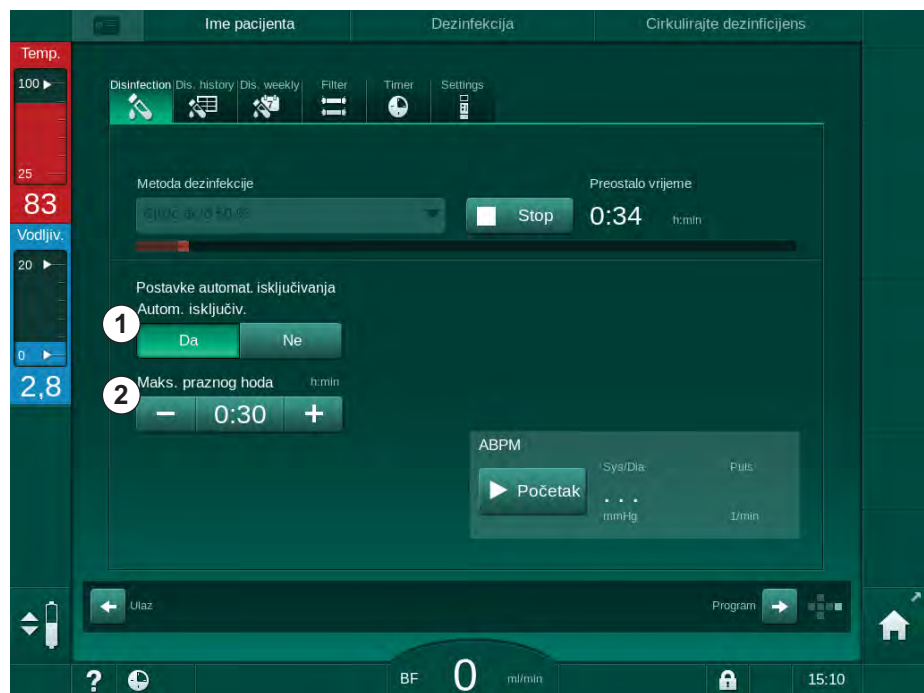 Ime pacijenta
Dezinfekcija
Cirkulirajte dezinficijens
Temp.
100
25
83
Vodljiv.
20
0
2,8
Disinfection
Dis. history
Dis. weekly
Filter
Timer
Settings
Metoda dezinfekcije
Preostalo vrijeme
Stop
0:34
h:min
Postavke automat. isključivanja
Autom. isključiv.
1
Da
Ne
2
Maks. praznog hoda
h:min
− 0:30 +
ABPM
Početak
Sys/Dia
Puls
. . .
mmHg
1/min
Ulaz
Program
?
BF
0
ml/min
15:10